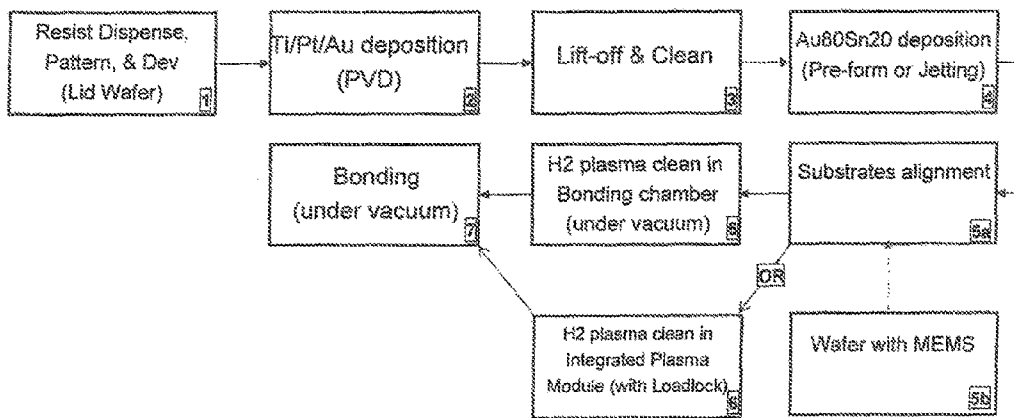 Resist Dispense,
Pattern, & Dev
(Lid Wafer)
1
Ti/Pt/Au deposition
(PVD)
2
Lift-off & Clean
3
Au80Sn20 deposition
(Pre-form or Jetting)
4
Substrates alignment
5a
Wafer with MEMS
5b
H2 plasma clean in
Bonding chamber
(under vacuum)
6
OR
H2 plasma clean in
Integrated Plasma
Module (with Loadlock)
6
Bonding
(under vacuum)
7